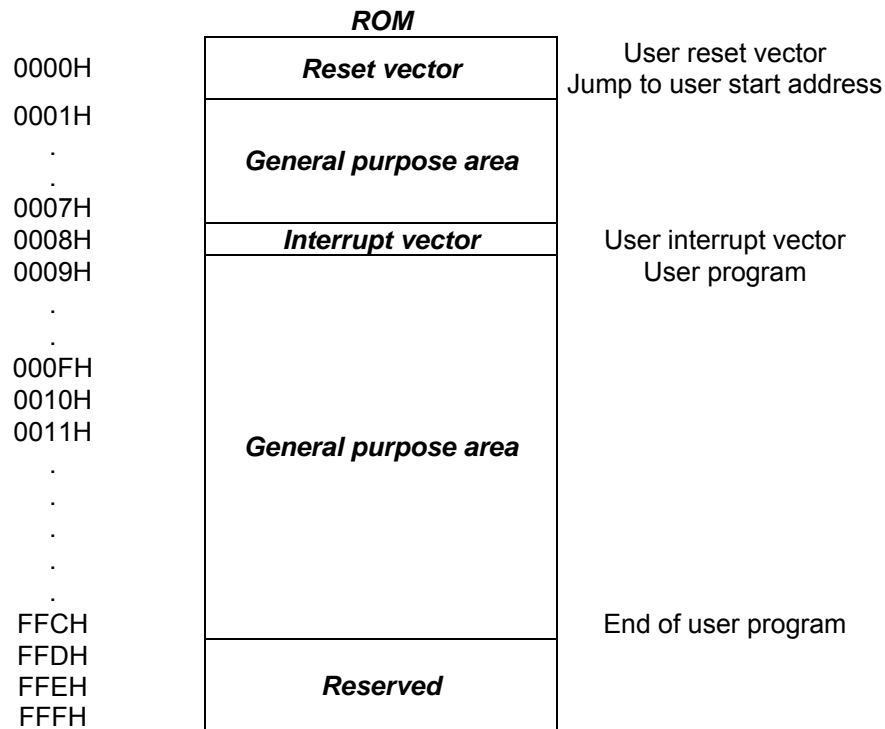 ROM
0000H Reset vector User reset vector
Jump to user start address
0001H
.
General purpose area
.
0007H
0008H Interrupt vector User interrupt vector
0009H User program
.
.
000FH
0010H
0011H
General purpose area
.
.
.
.
.
FFCH End of user program
FFDH
FFEH Reserved
FFFH